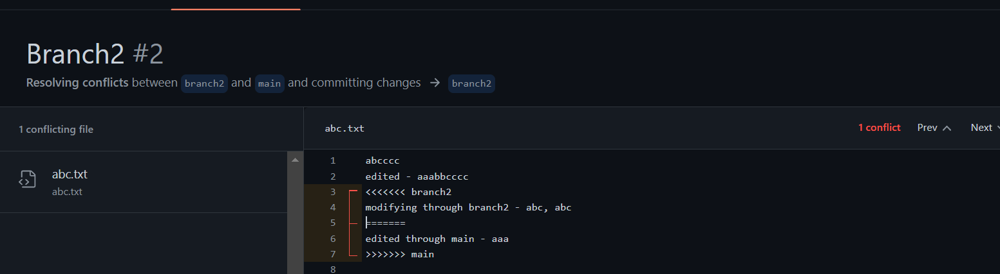 Branch2 #2
Resolving conflicts between branch2 and main and committing changes → branch2
1 conflicting file
abc.txt
abc.txt
abc.txt
1 conflict Prev Next
1 abcccc
2 edited - aaabbcccc
3 <<<<<<< branch2
4 modifying through branch2 - abc, abc
5 =======
6 edited through main - aaa
7 >>>>>>> main
8